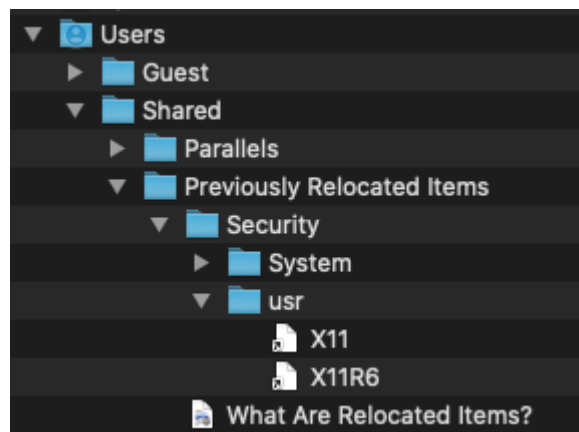 Users
Guest
Shared
Parallels
Previously Relocated Items
Security
System
usr
X11
X11R6
What Are Relocated Items?